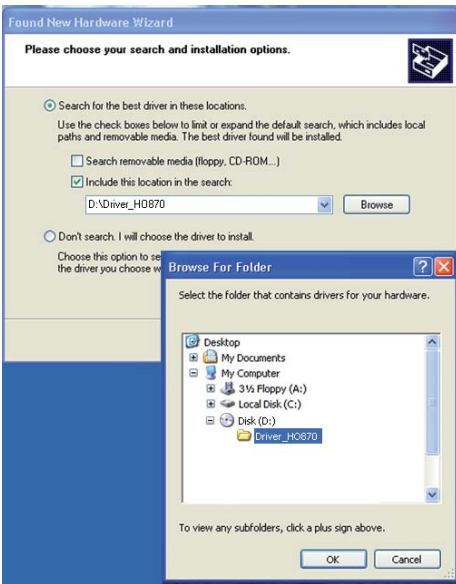 Found New Hardware Wizard
Please choose your search and installation options.
Search for the best driver in these locations.
Use the check boxes below to limit or expand the default search, which includes local
paths and removable media. The best driver found will be installed.
Search removable media (floppy, CD-ROM...)
Include this location in the search:
D:\Driver_HO870
Browse
Don't search. I will choose the driver to install.
Choose this option to se
the driver you choose w
Browse For Folder
Select the folder that contains drivers for your hardware.
Desktop
My Documents
My Computer
3½ Floppy (A:)
Local Disk (C:)
Disk (D:)
Driver_HO870
To view any subfolders, click a plus sign above.
OK
Cancel